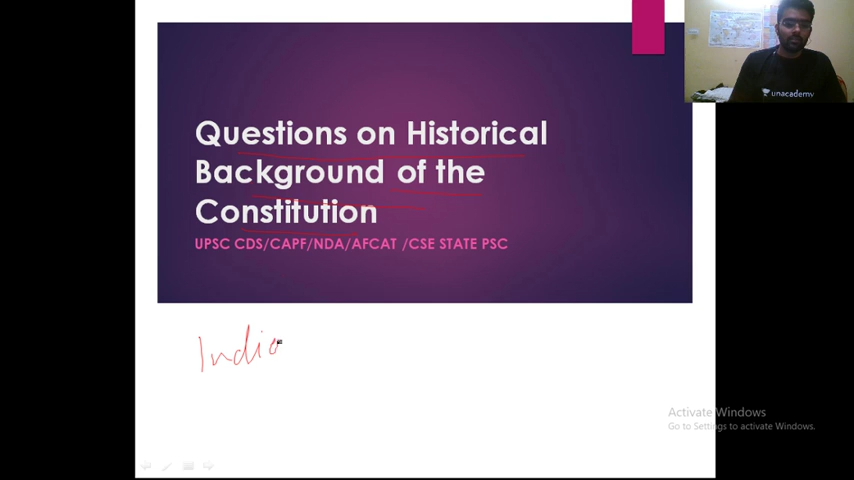 Questions on Historical
Background of the
Constitution
UPSC CDS/CAPF/NDA/AFCAT /CSE STATE PSC
India
unacademy
Activate Windows
Go to Settings to activate Windows.